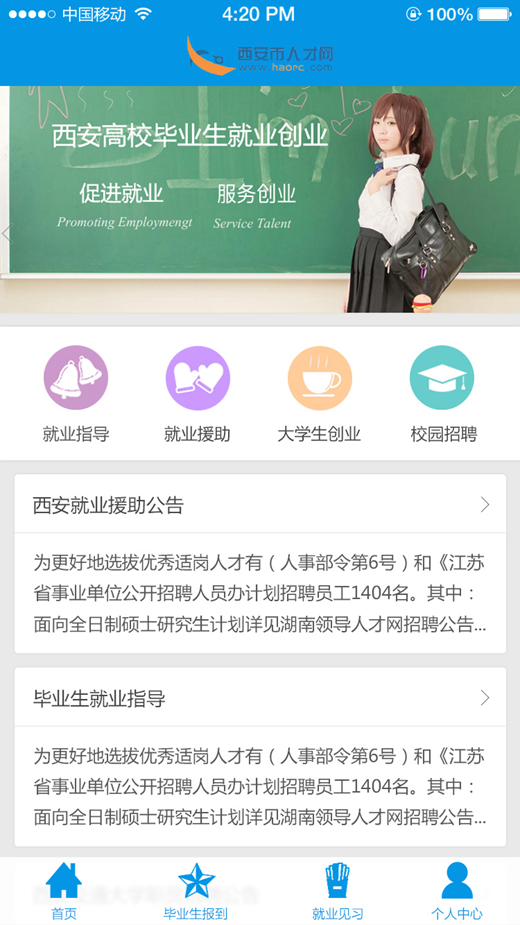 中国移动
4:20 PM
100%
西安市人才网
www.haorc.com
西安高校毕业生就业创业
促进就业 服务创业
Promoting Employmengt Service Talent
就业指导 就业援助 大学生创业 校园招聘
西安就业援助公告
为更好地选拔优秀适岗人才有（人事部令第6号）和《江苏
省事业单位公开招聘人员办计划招聘员工1404名。其中：
面向全日制硕士研究生计划详见湖南领导人才网招聘公告...
毕业生就业指导
为更好地选拔优秀适岗人才有（人事部令第6号）和《江苏
省事业单位公开招聘人员办计划招聘员工1404名。其中：
面向全日制硕士研究生计划详见湖南领导人才网招聘公告...
首页 毕业生报到 就业见习 个人中心